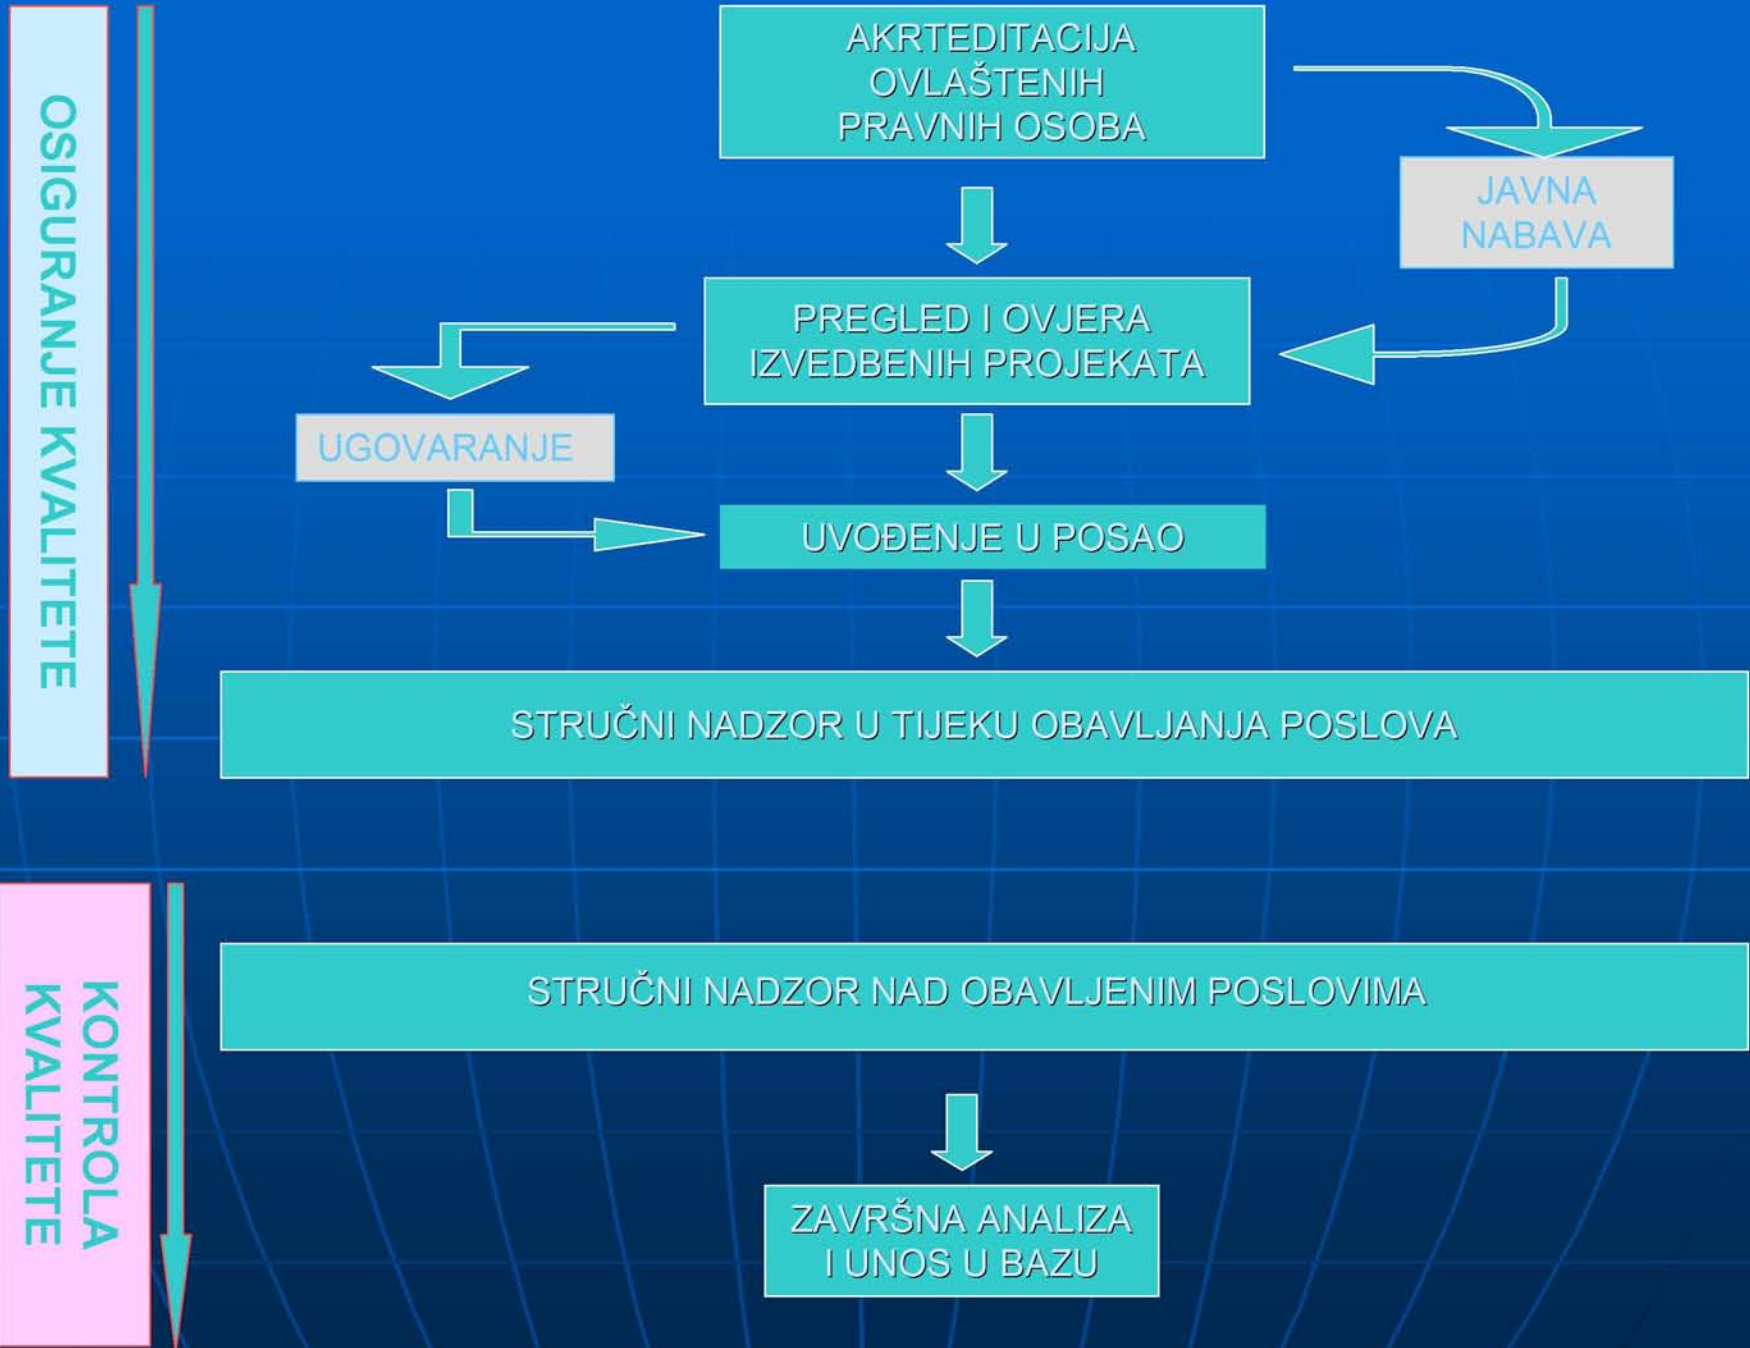 OSIGURANJE KVALITETE
AKRTEDITACIJA
OVLAŠTENIH
PRAVNIH OSOBA
JAVNA
NABAVA
PREGLED I OVJERA
IZVEDBENIH PROJEKATA
UGOVARANJE
UVOĐENJE U POSAO
STRUČNI NADZOR U TIJEKU OBAVLJANJA POSLOVA
KONTROLA
KVALITETE
STRUČNI NADZOR NAD OBAVLJENIM POSLOVIMA
ZAVRŠNA ANALIZA
I UNOS U BAZU